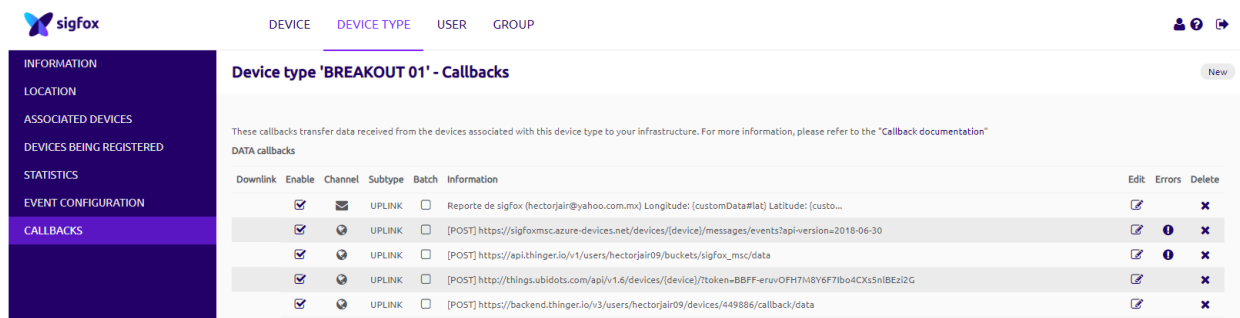 sigfox
DEVICE DEVICE TYPE USER GROUP
INFORMATION
LOCATION
ASSOCIATED DEVICES
DEVICES BEING REGISTERED
STATISTICS
EVENT CONFIGURATION
CALLBACKS
Device type 'BREAKOUT 01' - Callbacks
New
These callbacks transfer data received from the devices associated with this device type to your infrastructure. For more information, please refer to the "Callback documentation"
DATA callbacks
Downlink Enable Channel Subtype Batch Information Edit Errors Delete
UPLINK Reporte de sigfox (hectorjair@yahoo.com.mx) Longitude: {customData#lat} Latitude: {custo...
UPLINK [POST] https://sigfoxmsc.azure-devices.net/devices/{device}/messages/events?api-version=2018-06-30
UPLINK [POST] https://api.thinger.io/v1/users/hectorjair09/buckets/sigfox_msc/data
UPLINK [POST] http://things.ubidots.com/api/v1.6/devices/{device}/?token=BBFF-eruvOFH7M8Y6F7Ibo4CXs5nlBEzi2G
UPLINK [POST] https://backend.thinger.io/v3/users/hectorjair09/devices/449886/callback/data